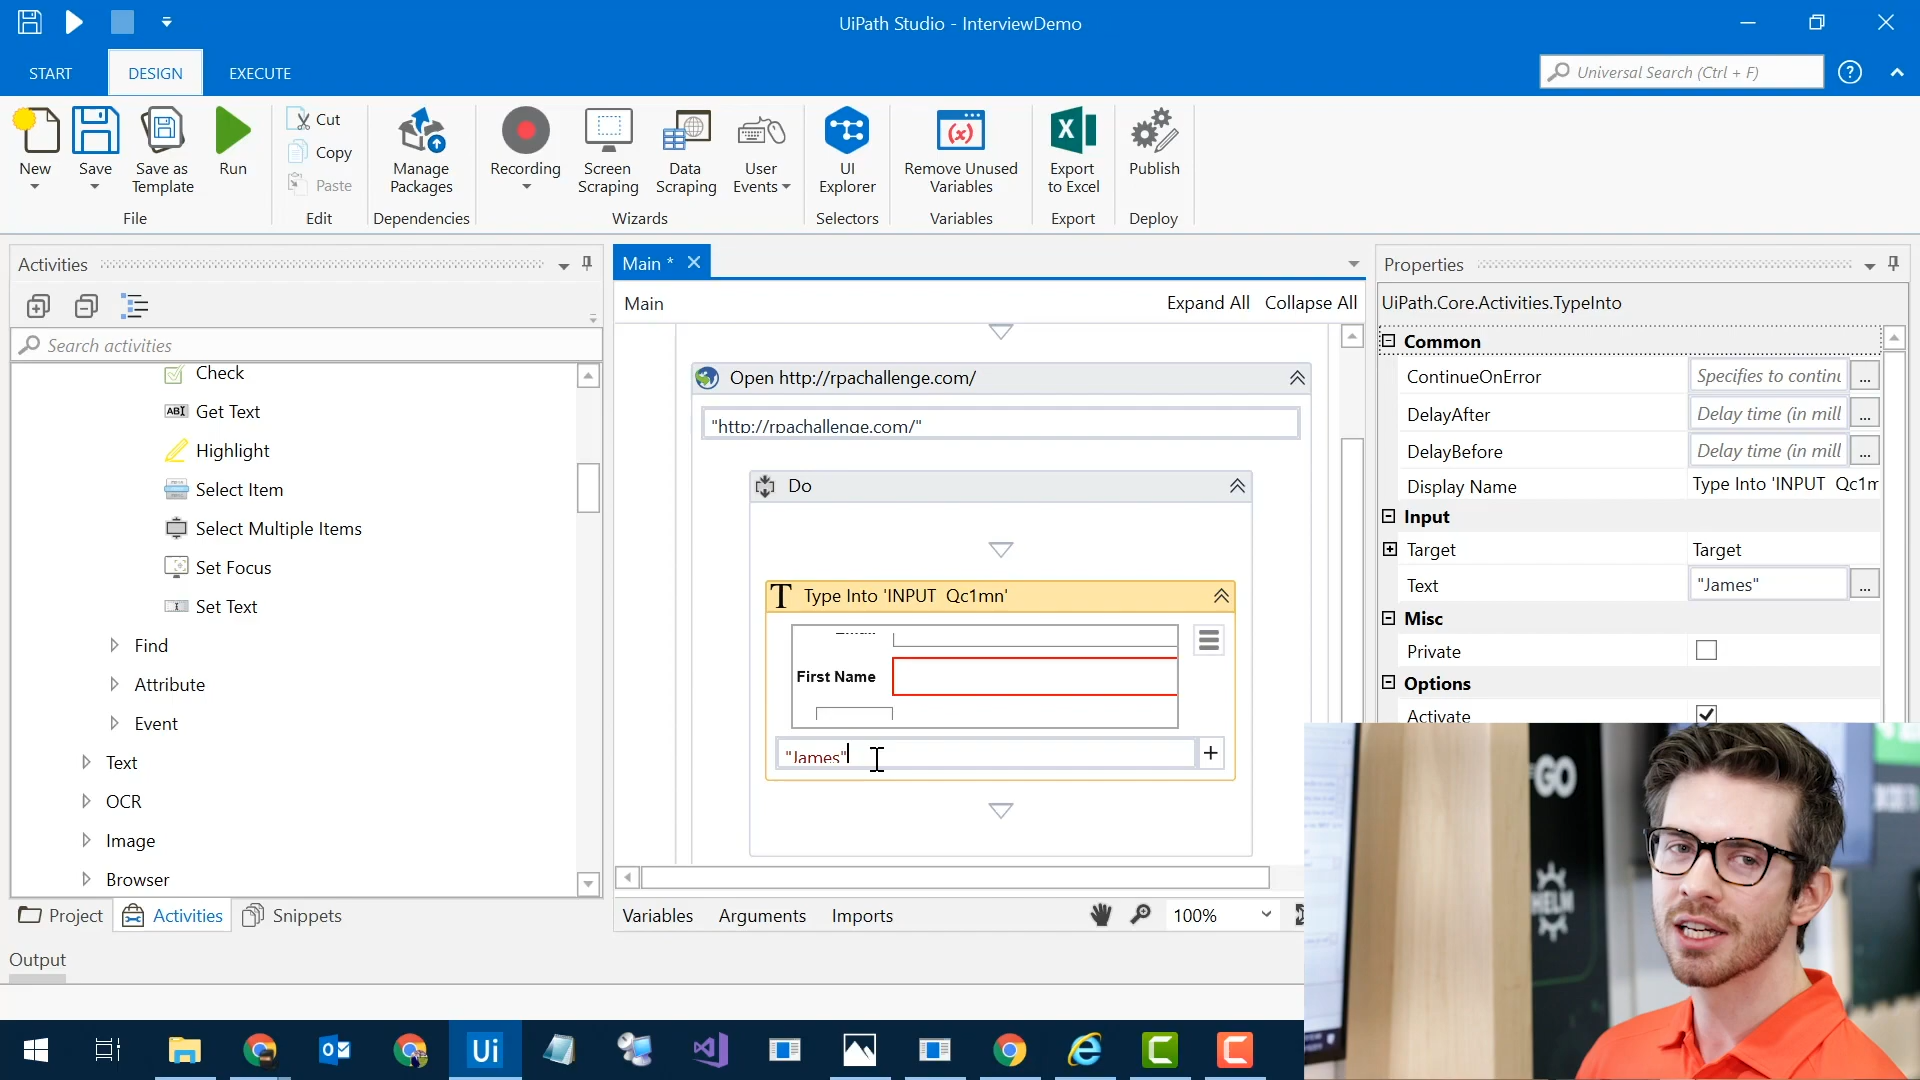 UiPath Studio - InterviewDemo
START
DESIGN
EXECUTE
Universal Search (Ctrl + F)
New
Save
Save as
Template
Run
Cut
Copy
Paste
Manage
Packages
Recording
Screen
Scraping
Data
Scraping
User
Events
UI
Explorer
Remove Unused
Variables
Export
to Excel
Publish
File
Edit
Dependencies
Wizards
Selectors
Variables
Export
Deploy
Activities
Search activities
Check
ABI Get Text
Highlight
Select Item
Select Multiple Items
Set Focus
Set Text
Find
Attribute
Event
Text
OCR
Image
Browser
Project
Activities
Snippets
Output
Main *
Main
Expand All
Collapse All
Open http://rpachallenge.com/
"http://rpachallenge.com/"
Do
Type Into 'INPUT Qc1mn'
Email
First Name
"James"
Variables
Arguments
Imports
100%
Properties
UiPath.Core.Activities.TypeInto
Common
ContinueOnError
Specifies to continu
...
DelayAfter
Delay time (in mill
...
DelayBefore
Delay time (in mill
...
Display Name
Type Into 'INPUT Qc1m
Input
Target
Target
Text
"James"
...
Misc
Private
Options
Activate
GO
HELM
Ui